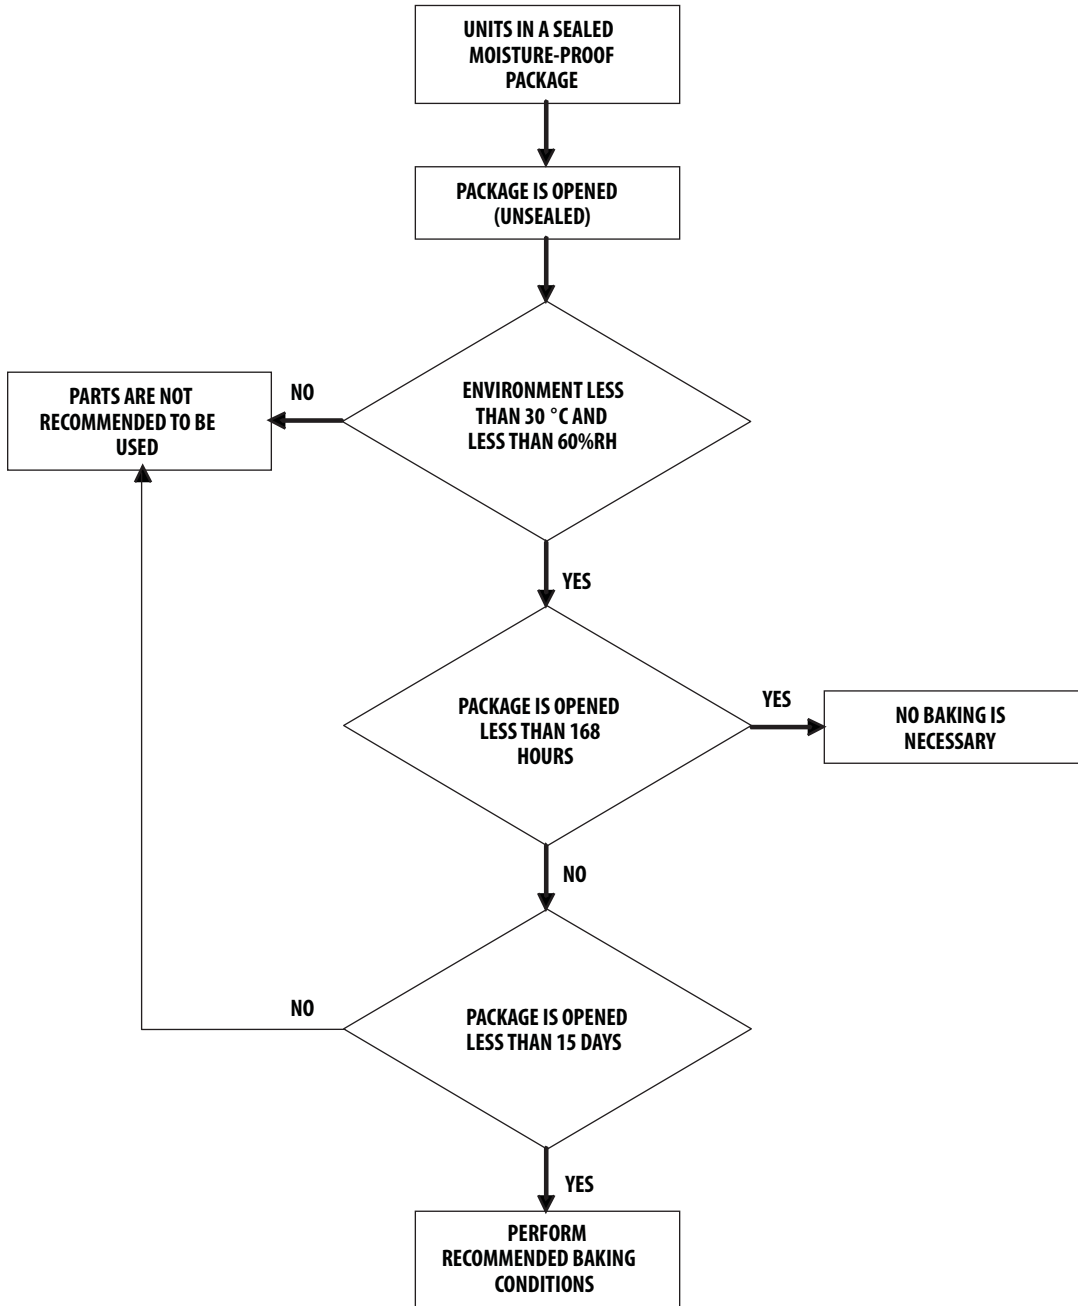 UNITS IN A SEALED
MOISTURE-PROOF
PACKAGE
PACKAGE IS OPENED
(UNSEALED)
ENVIRONMENT LESS
THAN 30 °C AND
LESS THAN 60%RH
NO
PARTS ARE NOT
RECOMMENDED TO BE
USED
YES
PACKAGE IS OPENED
LESS THAN 168
HOURS
YES
NO BAKING IS
NECESSARY
NO
PACKAGE IS OPENED
LESS THAN 15 DAYS
NO
YES
PERFORM
RECOMMENDED BAKING
CONDITIONS